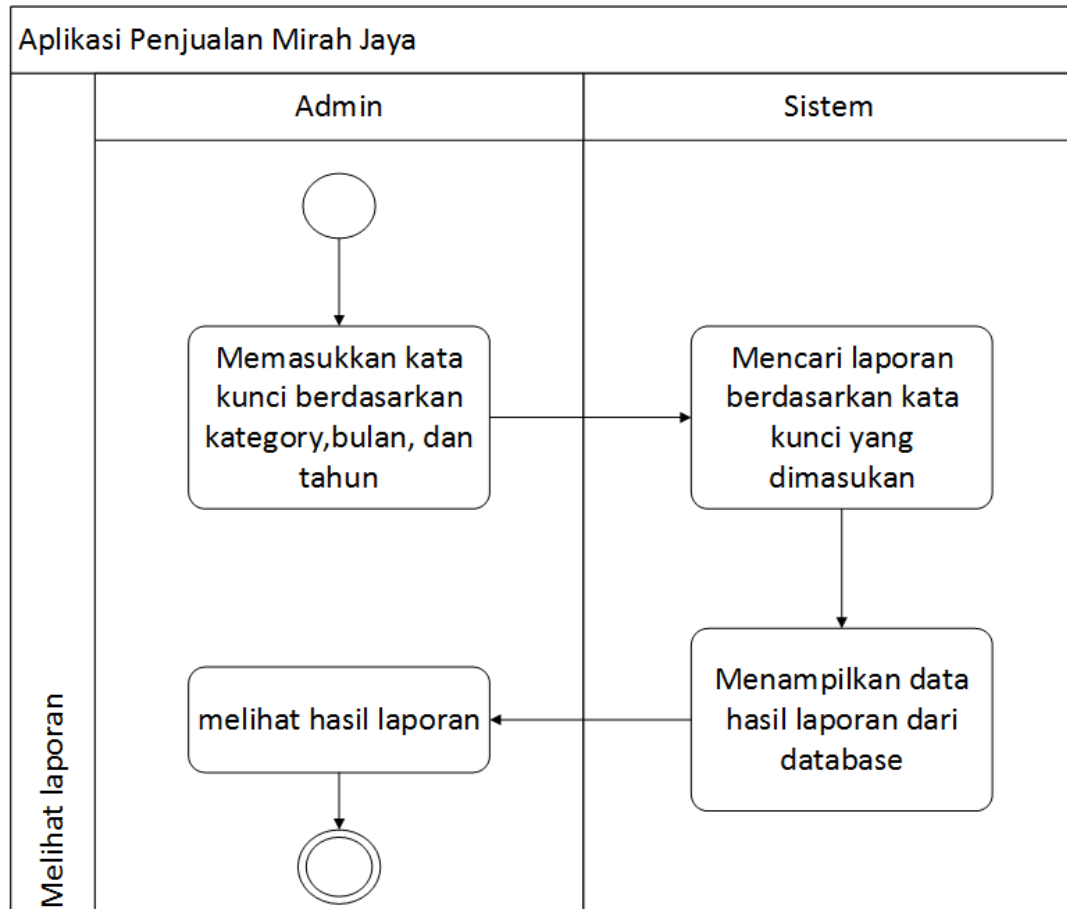 Aplikasi Penjualan Mirah Jaya
Admin
Sistem
Memasukkan kata
kunci berdasarkan
kategory,bulan, dan
tahun
Mencari laporan
berdasarkan kata
kunci yang
dimasukan
Menampilkan data
hasil laporan dari
database
melihat hasil laporan
Melihat laporan